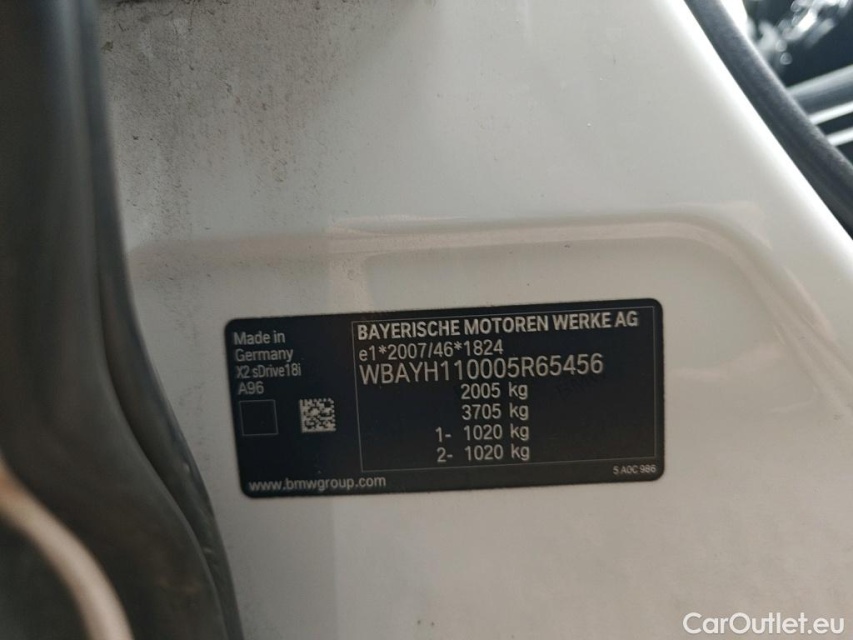 Made in
Germany
X2 sDrive18i
A96
BAYERISCHE MOTOREN WERKE AG
e1*2007/46*1824
WBAYH110005R65456
2005 kg
3705 kg
1- 1020 kg
2- 1020 kg
www.bmwgroup.com
5 A0C 986
CarOutlet.eu